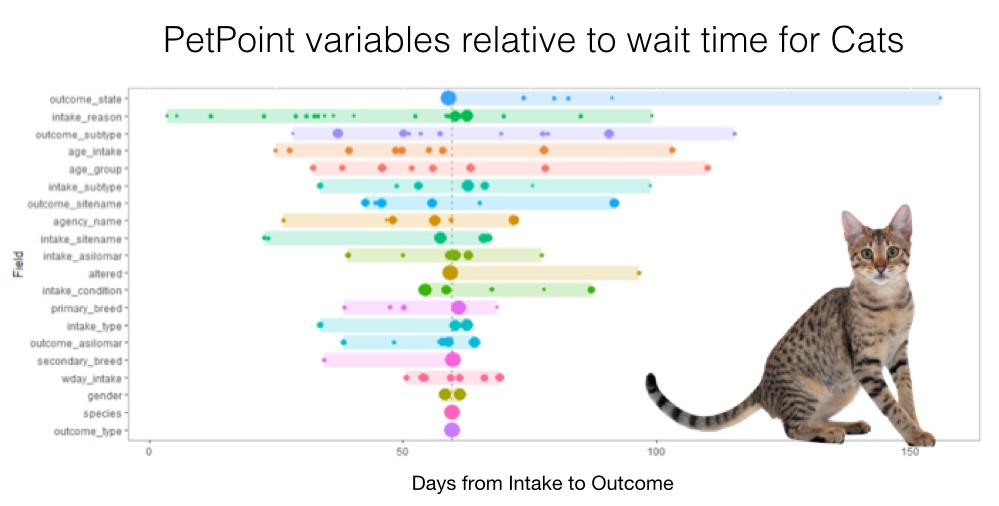 PetPoint variables relative to wait time for Cats
outcome_state
intake_reason
outcome_subtype
age_intake
age_group
intake_subtype
outcome_sitename
agency_name
intake_sitename
intake_asilomar
altered
intake_condition
primary_breed
intake_type
outcome_asilomar
secondary_breed
wday_intake
gender
species
outcome_type
Field
0 50 100 150
Days from Intake to Outcome